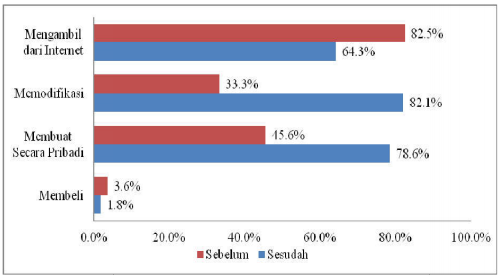 Mengambil
dari Internet
82.5%
64.3%
Memodifikasi
33.3%
82.1%
Membuat
Secara Pribadi
45.6%
78.6%
Membeli
3.6%
1.8%
0.0% 20.0% 40.0% 60.0% 80.0% 100.0%
Sebelum Sesudah